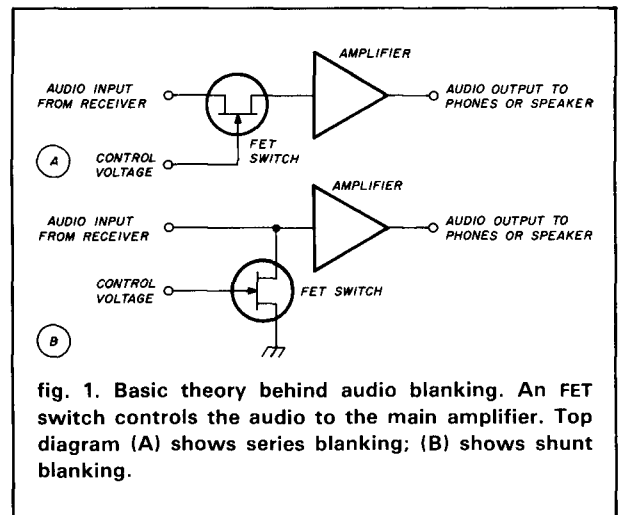 AMPLIFIER
AUDIO INPUT
FROM RECEIVER
AUDIO OUTPUT TO
PHONES OR SPEAKER
FET
SWITCH
A
CONTROL
VOLTAGE
AMPLIFIER
AUDIO INPUT
FROM RECEIVER
AUDIO OUTPUT TO
PHONES OR SPEAKER
CONTROL
VOLTAGE
FET SWITCH
B
fig. 1. Basic theory behind audio blanking. An FET
switch controls the audio to the main amplifier. Top
diagram (A) shows series blanking; (B) shows shunt
blanking.